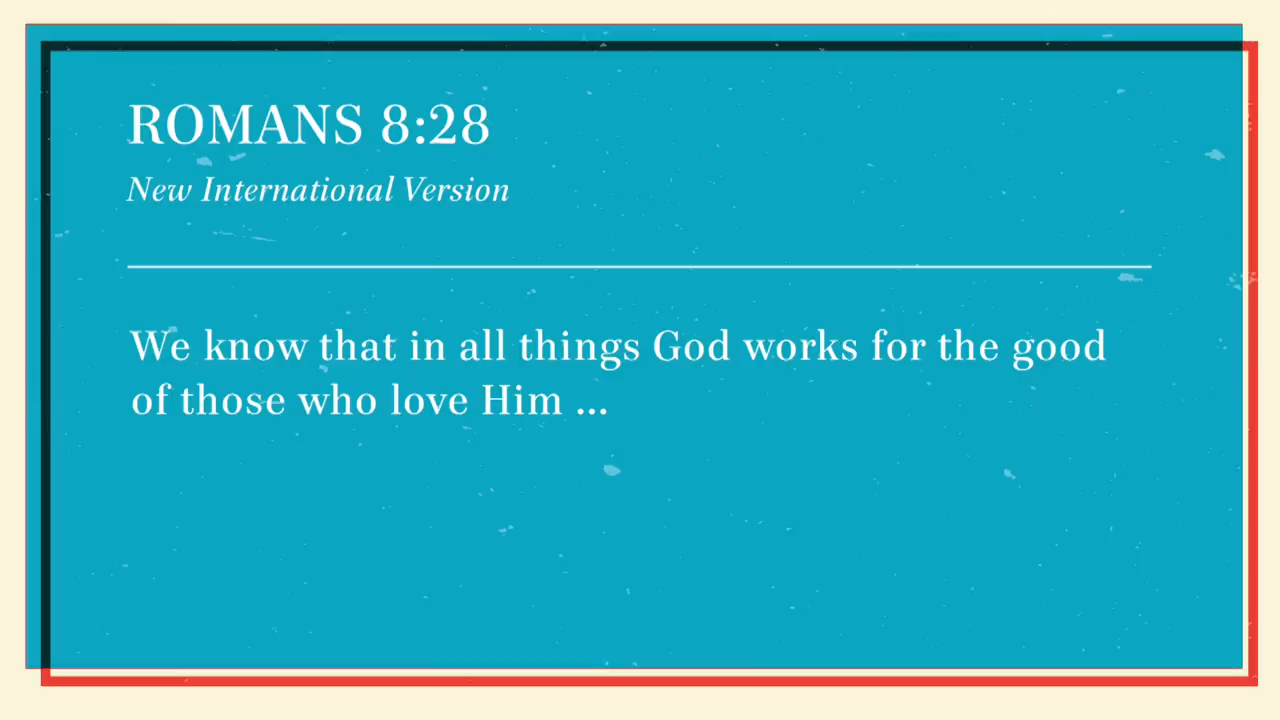 ROMANS 8:28
New International Version
We know that in all things God works for the good
of those who love Him ...